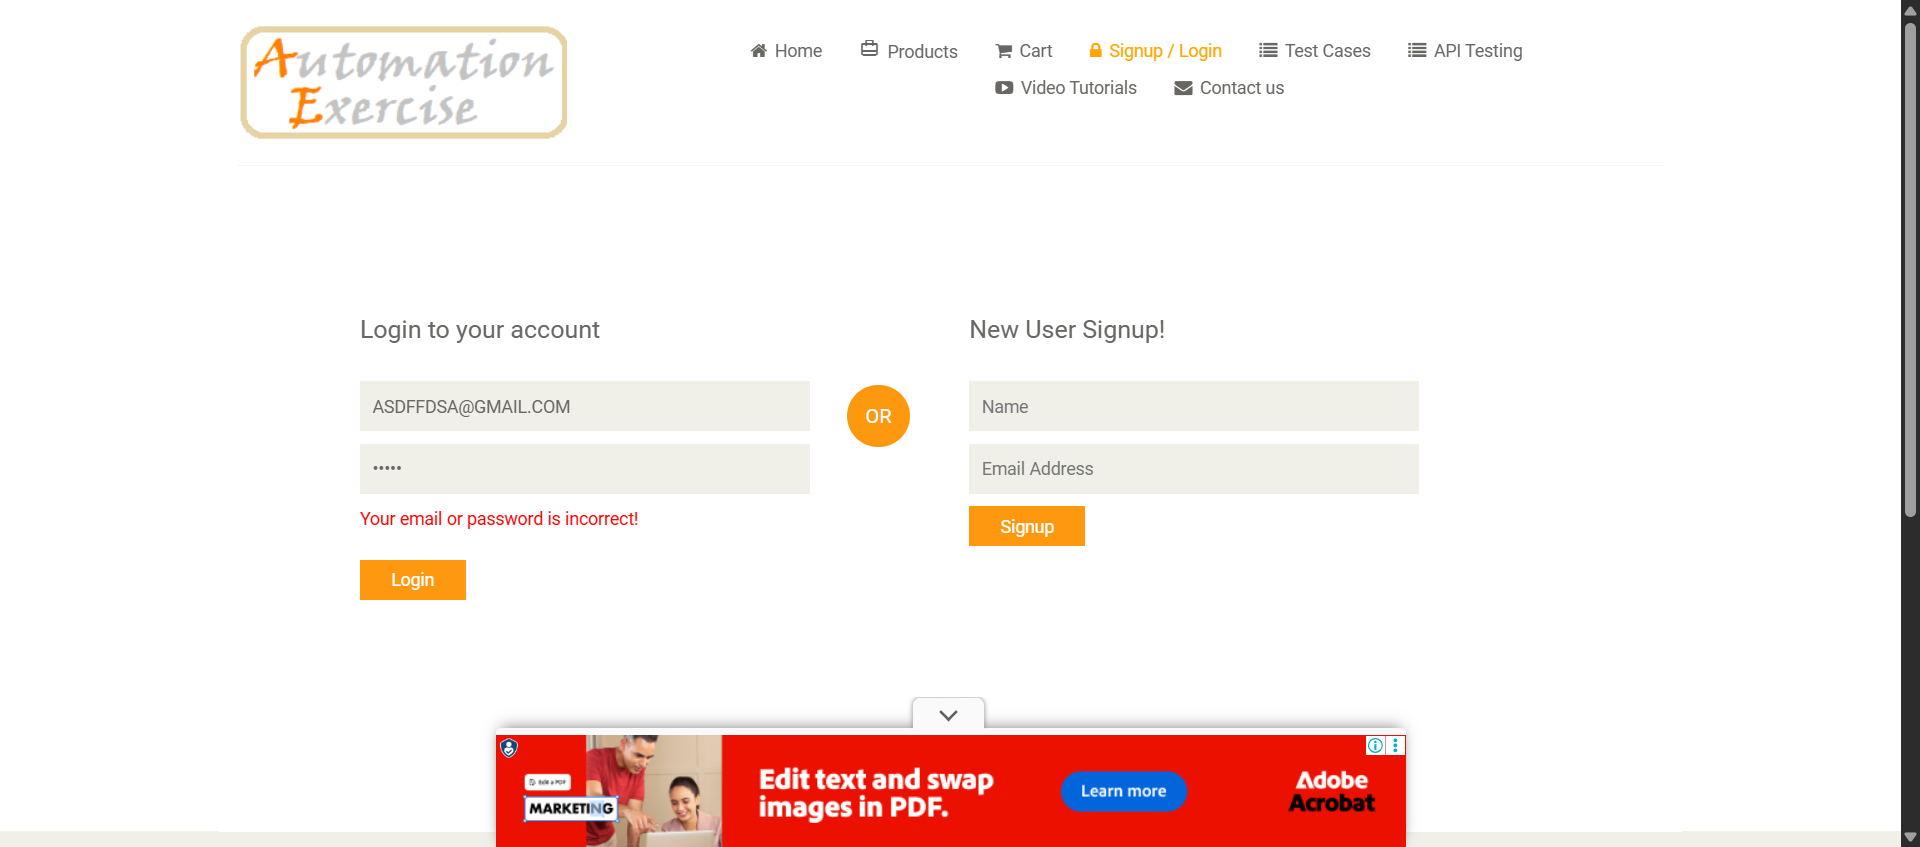 Automation
Exercise
Home
Products
Cart
Signup / Login
Test Cases
API Testing
Video Tutorials
Contact us
Login to your account
New User Signup!
ASDFFDSA@GMAIL.COM
OR
Name
•••••
Email Address
Your email or password is incorrect!
Signup
Login
Edit a PDF
MARKETING
Edit text and swap
images in PDF.
Learn more
Adobe
Acrobat